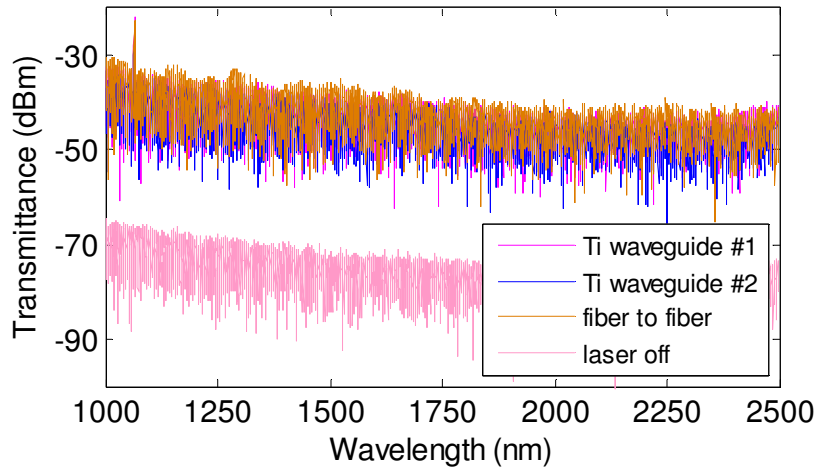 Transmittance (dBm)
-30
-50
-70
-90
Ti waveguide #1
Ti waveguide #2
fiber to fiber
laser off
1000 1250 1500 1750 2000 2250 2500
Wavelength (nm)